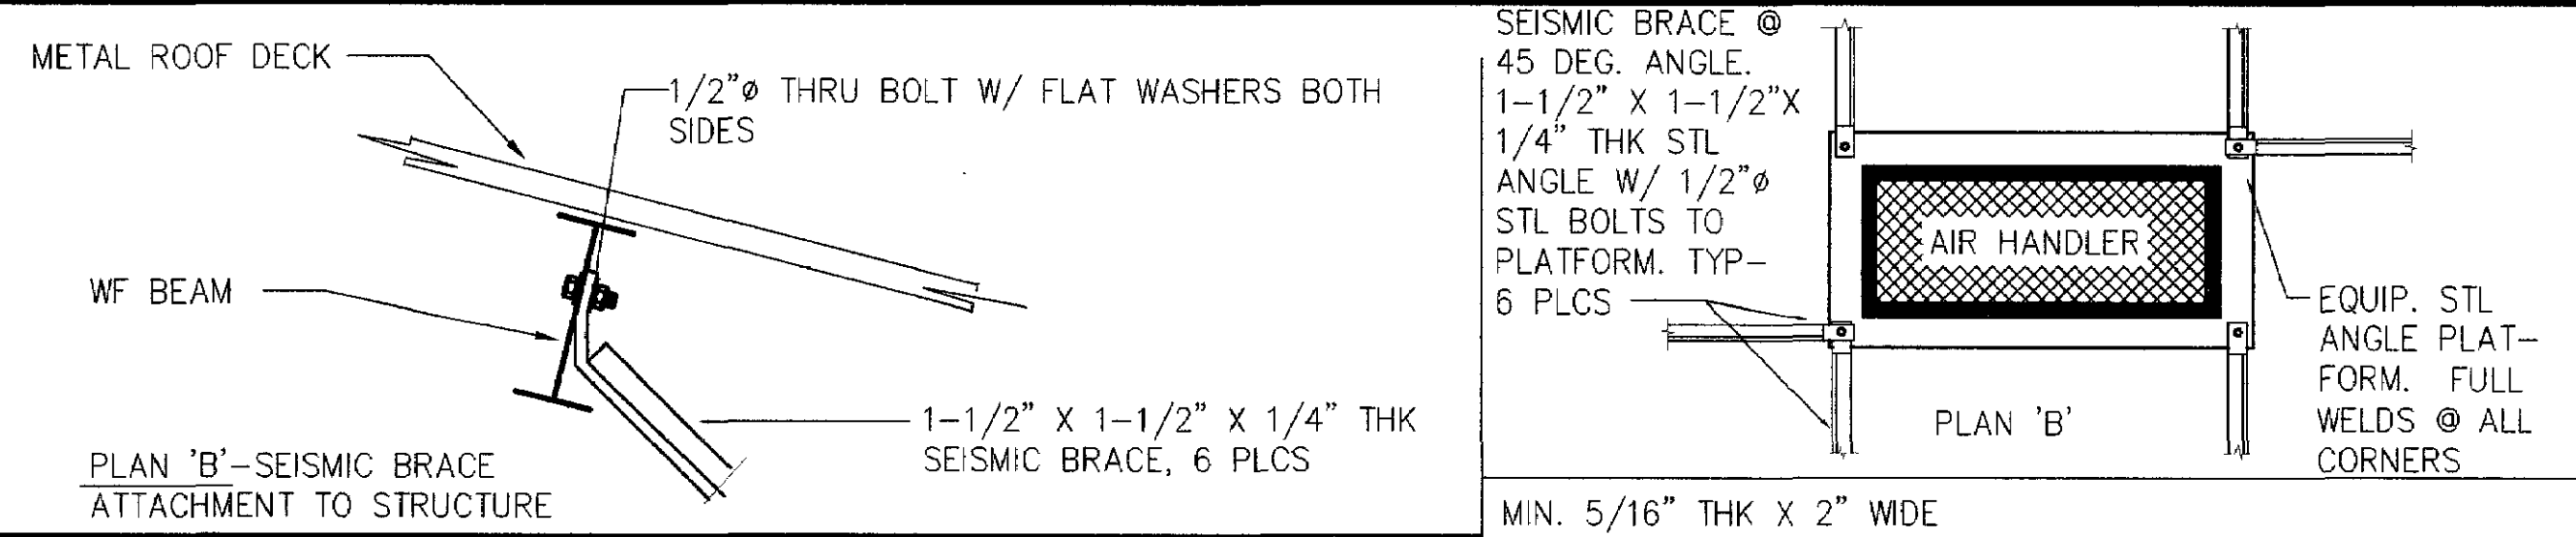 METAL ROOF DECK
1/2"ø THRU BOLT W/ FLAT WASHERS BOTH
SIDES
WF BEAM
1-1/2" X 1-1/2" X 1/4" THK
SEISMIC BRACE, 6 PLCS
PLAN 'B'-SEISMIC BRACE
ATTACHMENT TO STRUCTURE
SEISMIC BRACE @
45 DEG. ANGLE.
1-1/2" X 1-1/2"X
1/4" THK STL
ANGLE W/ 1/2"ø
STL BOLTS TO
PLATFORM. TYP-
6 PLCS
AIR HANDLER
EQUIP. STL
ANGLE PLAT-
FORM. FULL
WELDS @ ALL
CORNERS
PLAN 'B'
MIN. 5/16" THK X 2" WIDE